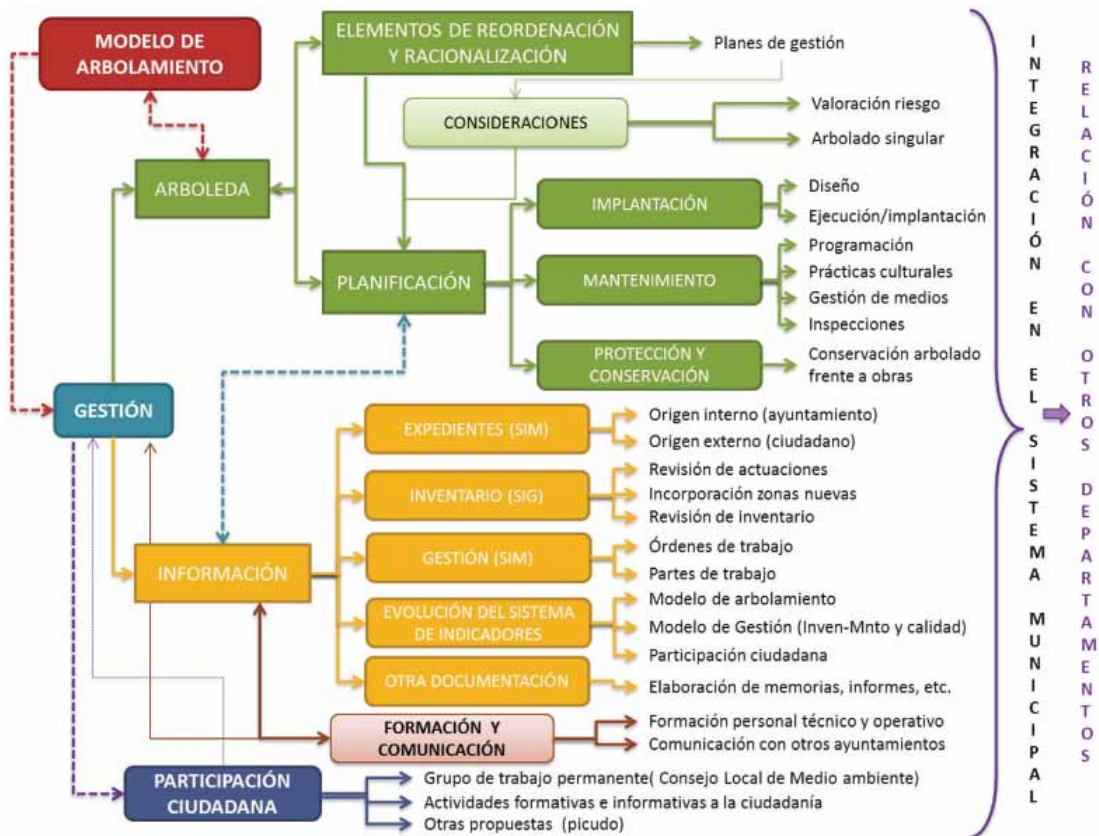 MODELO DE
ARBOLAMIENTO
ELEMENTOS DE REORDENACIÓN
Y RACIONALIZACIÓN
Planes de gestión
CONSIDERACIONES
Valoración riesgo
Arbolado singular
ARBOLEDA
IMPLANTACIÓN
Diseño
Ejecución/implantación
PLANIFICACIÓN
MANTENIMIENTO
Programación
Prácticas culturales
Gestión de medios
Inspecciones
PROTECCIÓN Y
CONSERVACIÓN
Conservación arbolado
frente a obras
GESTIÓN
EXPEDIENTES (SIM)
Origen interno (ayuntamiento)
Origen externo (ciudadano)
INVENTARIO (SIG)
Revisión de actuaciones
Incorporación zonas nuevas
Revisión de inventario
INFORMACIÓN
GESTIÓN (SIM)
Órdenes de trabajo
Partes de trabajo
EVOLUCIÓN DEL SISTEMA
DE INDICADORES
Modelo de arbolamiento
Modelo de Gestión (Inven-Mnto y calidad)
Participación ciudadana
OTRA DOCUMENTACIÓN
Elaboración de memorias, informes, etc.
FORMACIÓN Y
COMUNICACIÓN
Formación personal técnico y operativo
Comunicación con otros ayuntamientos
PARTICIPACIÓN
CIUDADANA
Grupo de trabajo permanente( Consejo Local de Medio ambiente)
Actividades formativas e informativas a la ciudadanía
Otras propuestas (picudo)
INTEGRACIÓN EN EL SISTEMA MUNICIPAL
RELACIÓN CON OTROS DEPARTAMENTOS